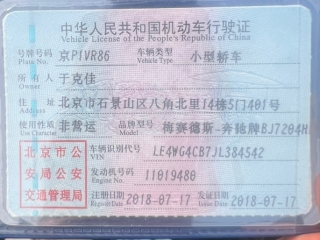 中华人民共和国机动车行驶证
Vehicle License of the People's Republic of China
号牌号码 京P1VR86 车辆类型 小型轿车
Plate No. Vehicle Type
所有人 于克佳
Owner
住址 北京市石景山区八角北里14栋5门401号
Address
使用性质 非营运 品牌型号 梅赛德斯-奔驰牌BJ7204H
Use Character Model
北京市公 车辆识别代号 LE4WG4CB7JL384542
VIN
安局公安 发动机号码 11019480
Engine No.
交通管理局 注册日期 2018-07-17 发证日期 2018-07-17
Register Date Issue Date